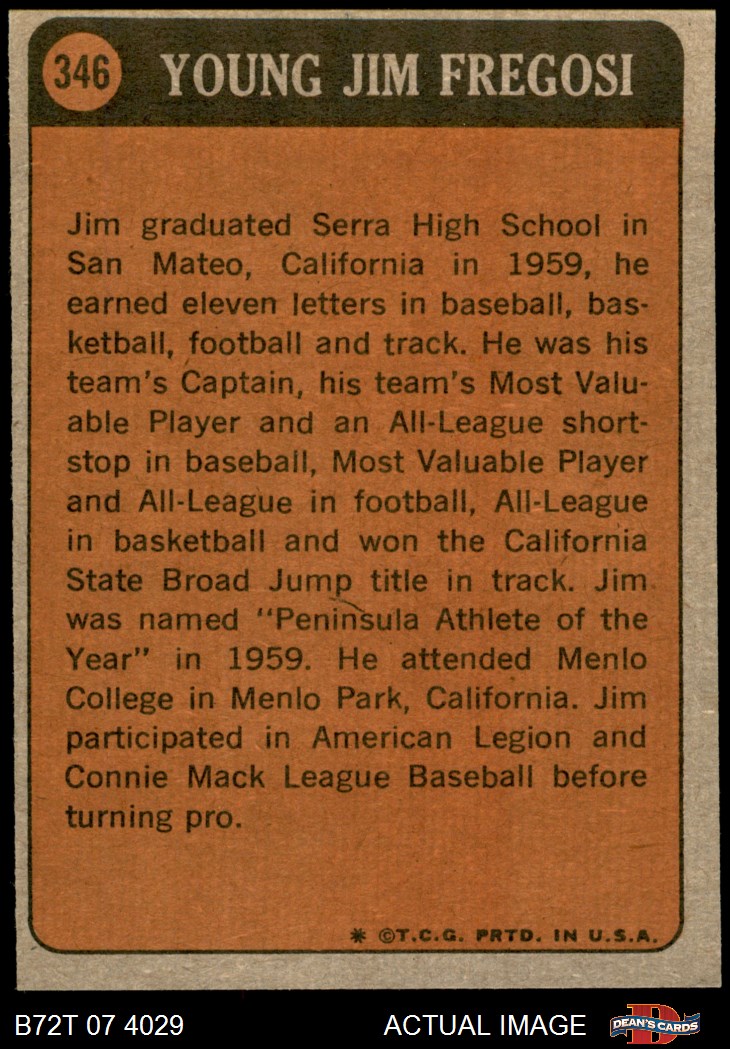 346 YOUNG JIM FREGOSI
Jim graduated Serra High School in
San Mateo, California in 1959, he
earned eleven letters in baseball, bas-
ketball, football and track. He was his
team's Captain, his team's Most Valu-
able Player and an All-League short-
stop in baseball, Most Valuable Player
and All-League in football, All-League
in basketball and won the California
State Broad Jump title in track. Jim
was named "Peninsula Athlete of the
Year" in 1959. He attended Menlo
College in Menlo Park, California. Jim
participated in American Legion and
Connie Mack League Baseball before
turning pro.
* ©T.C.G. PRTD. IN U.S.A.
B72T 07 4029 ACTUAL IMAGE DEAN'S CARDS